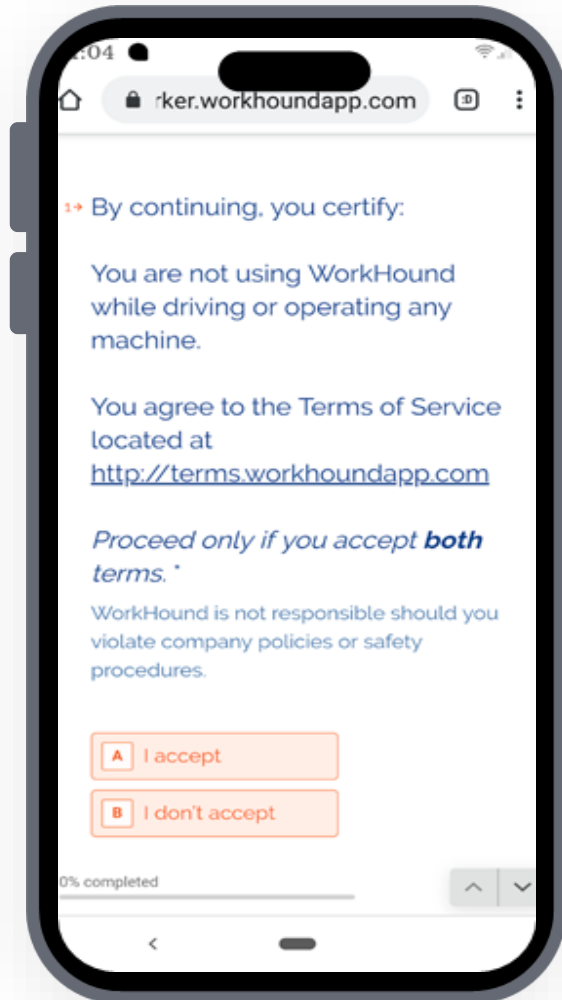 :04
rker.workhoundapp.com
:D
1→ By continuing, you certify:
You are not using WorkHound
while driving or operating any
machine.
You agree to the Terms of Service
located at
http://terms.workhoundapp.com
Proceed only if you accept both
terms. *
WorkHound is not responsible should you
violate company policies or safety
procedures.
A I accept
B I don't accept
0% completed